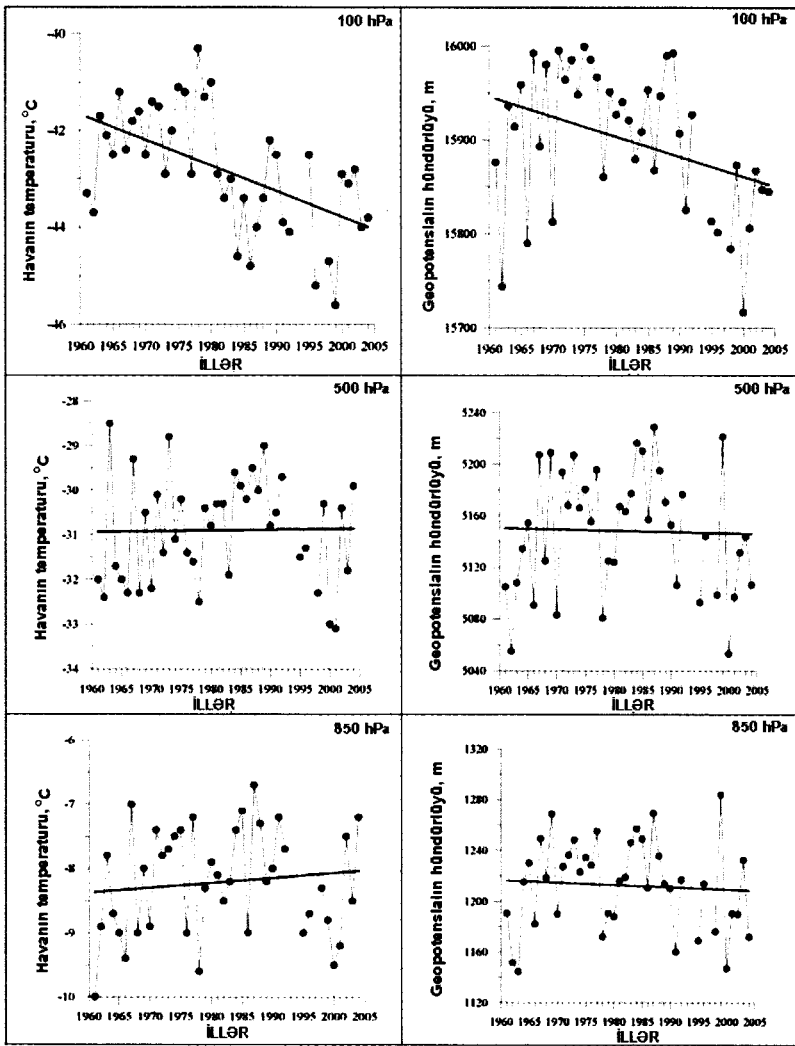 100 hPa
Havanın temperaturu, °C
-40
-42
-44
-46
1960 1965 1970 1975 1980 1985 1990 1995 2000 2005
İLLƏR
100 hPa
Geopotensialın hündürlüyü, m
16000
15900
15800
15700
1960 1965 1970 1975 1980 1985 1990 1995 2000 2005
İLLƏR
500 hPa
Havanın temperaturu, °C
-28
-29
-30
-31
-32
-33
-34
1960 1965 1970 1975 1980 1985 1990 1995 2000 2005
İLLƏR
500 hPa
Geopotensialın hündürlüyü, m
5240
5200
5160
5120
5080
5040
1960 1965 1970 1975 1980 1985 1990 1995 2000 2005
İLLƏR
850 hPa
Havanın temperaturu, °C
-6
-7
-8
-9
-10
1960 1965 1970 1975 1980 1985 1990 1995 2000 2005
İLLƏR
850 hPa
Geopotensialın hündürlüyü, m
1320
1280
1240
1200
1160
1120
1960 1965 1970 1975 1980 1985 1990 1995 2000 2005
İLLƏR